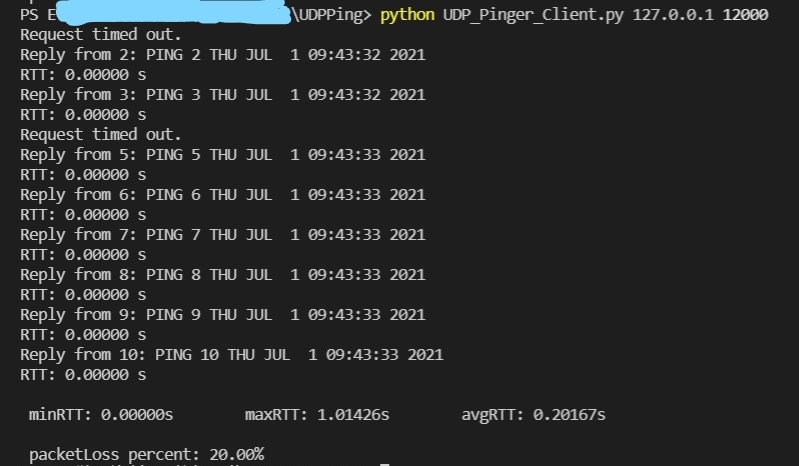 PS E \UDPPing> python UDP_Pinger_Client.py 127.0.0.1 12000
Request timed out.
Reply from 2: PING 2 THU JUL  1 09:43:32 2021
RTT: 0.00000 s
Reply from 3: PING 3 THU JUL  1 09:43:32 2021
RTT: 0.00000 s
Request timed out.
Reply from 5: PING 5 THU JUL  1 09:43:33 2021
RTT: 0.00000 s
Reply from 6: PING 6 THU JUL  1 09:43:33 2021
RTT: 0.00000 s
Reply from 7: PING 7 THU JUL  1 09:43:33 2021
RTT: 0.00000 s
Reply from 8: PING 8 THU JUL  1 09:43:33 2021
RTT: 0.00000 s
Reply from 9: PING 9 THU JUL  1 09:43:33 2021
RTT: 0.00000 s
Reply from 10: PING 10 THU JUL  1 09:43:33 2021
RTT: 0.00000 s
minRTT: 0.00000s        maxRTT: 1.01426s        avgRTT: 0.20167s
packetLoss percent: 20.00%